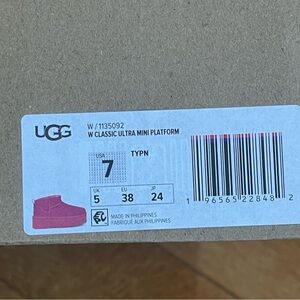 UGG
W / 1135092
W CLASSIC ULTRA MINI PLATFORM
USA
7
TYPN
UK
5
EU
38
JP
24
MADE IN PHILIPPINES
FABRIQUÉ AUX PHILIPPINES
1 96565 22848 2